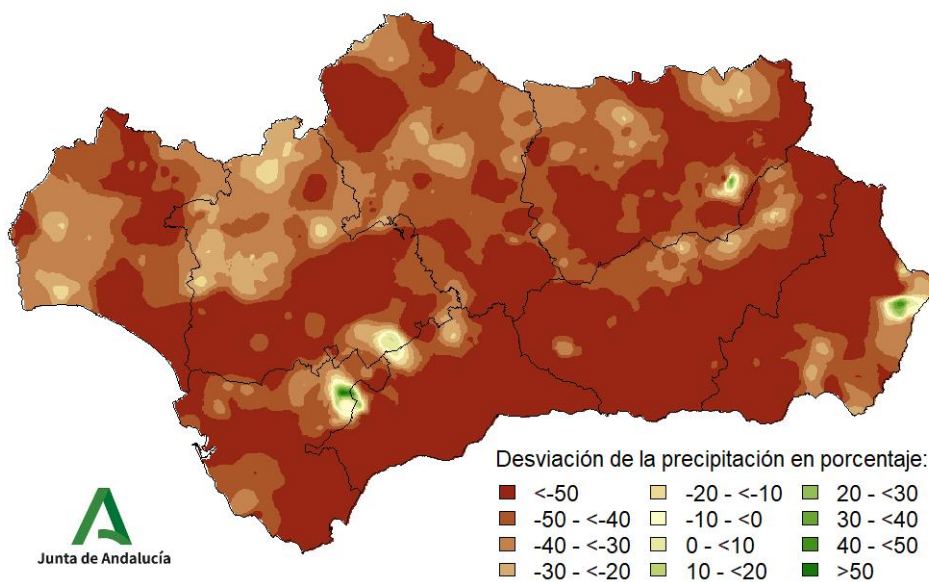 Desviación de la precipitación en porcentaje:
<-50
-20 - <-10
20 - <30
-50 - <-40
-10 - <0
30 - <40
-40 - <-30
0 - <10
40 - <50
-30 - <-20
10 - <20
>50
Junta de Andalucía